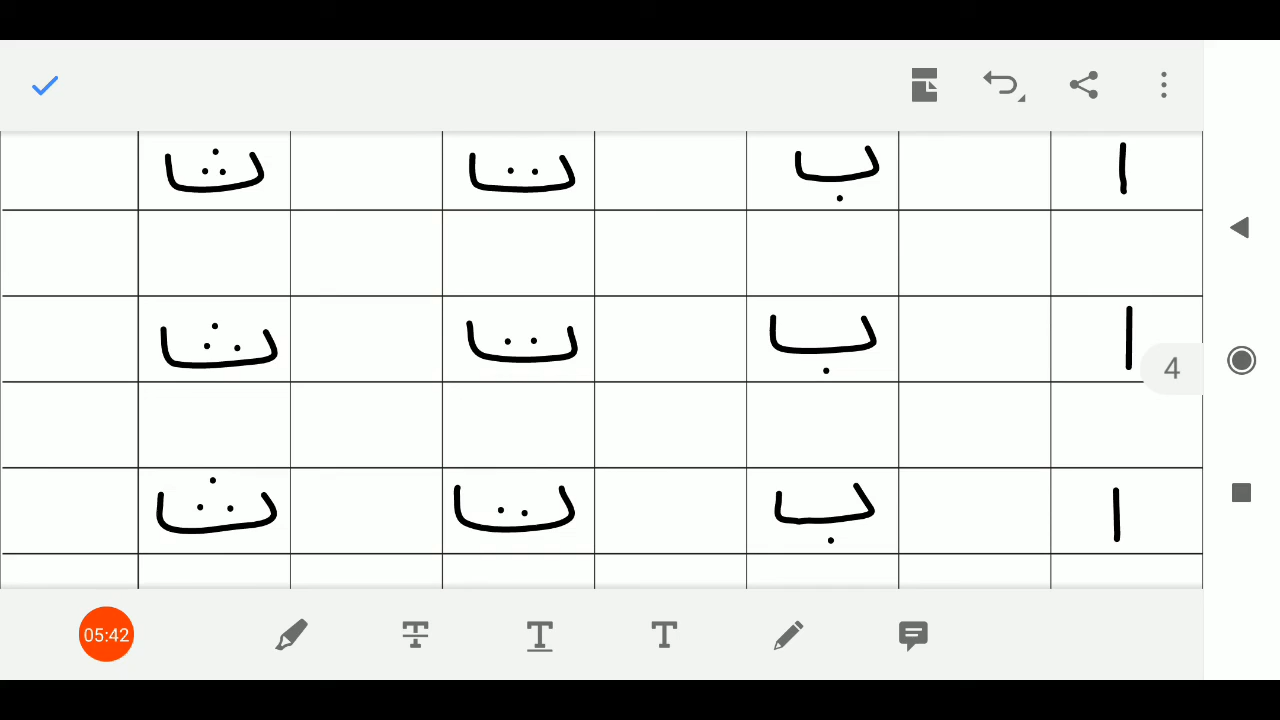 ا ب ت ث
ا ب ت ث
4
ا ب ت ث
05:42